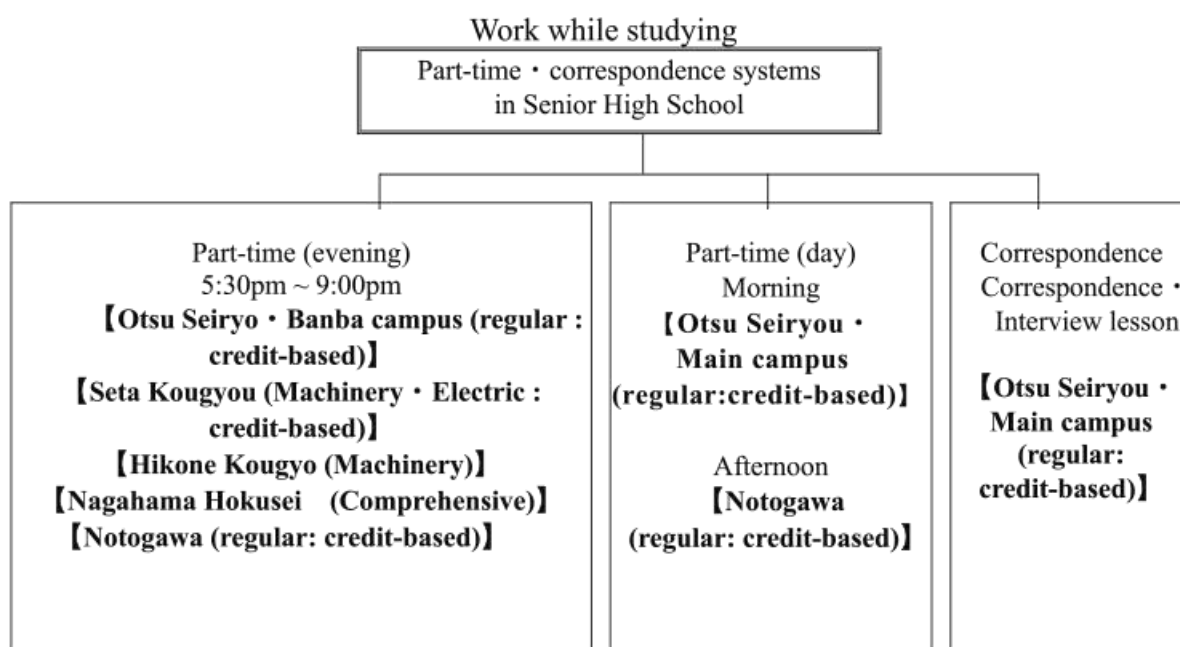 Work while studying
Part-time・correspondence systems
in Senior High School
Part-time (evening)
5:30pm ~ 9:00pm
【Otsu Seiryo・Banba campus (regular :
credit-based)】
【Seta Kougyou (Machinery・Electric :
credit-based)】
【Hikone Kougyo (Machinery)】
【Nagahama Hokusei (Comprehensive)】
【Notogawa (regular: credit-based)】
Part-time (day)
Morning
【Otsu Seiryou・
Main campus
(regular:credit-based)】
Afternoon
【Notogawa
(regular: credit-based)】
Correspondence
Correspondence・
Interview lesson
【Otsu Seiryou・
Main campus
(regular:
credit-based)】